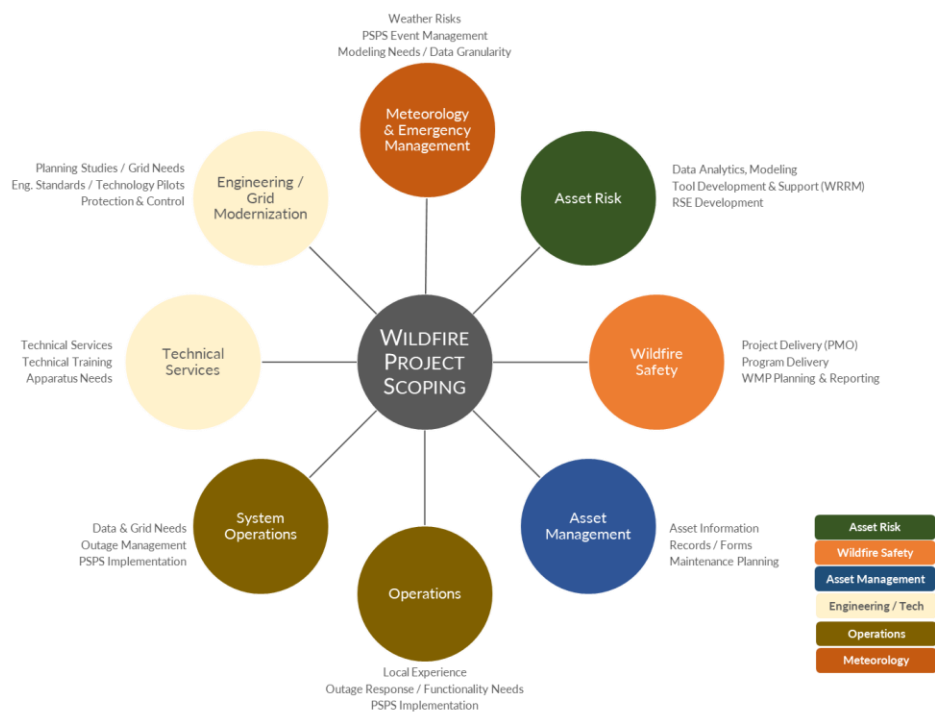 Weather Risks
PSPS Event Management
Modeling Needs / Data Granularity
Meteorology
& Emergency
Management
Planning Studies / Grid Needs
Eng. Standards / Technology Pilots
Protection & Control
Engineering /
Grid
Modernization
Asset Risk
Data Analytics, Modeling
Tool Development & Support (WRRM)
RSE Development
Technical Services
Technical Training
Apparatus Needs
Technical
Services
WILDFIRE
PROJECT
SCOPING
Wildfire
Safety
Project Delivery (PMO)
Program Delivery
WMP Planning & Reporting
Data & Grid Needs
Outage Management
PSPS Implementation
System
Operations
Operations
Local Experience
Outage Response / Functionality Needs
PSPS Implementation
Asset
Management
Asset Information
Records / Forms
Maintenance Planning
Asset Risk
Wildfire Safety
Asset Management
Engineering / Tech
Operations
Meteorology